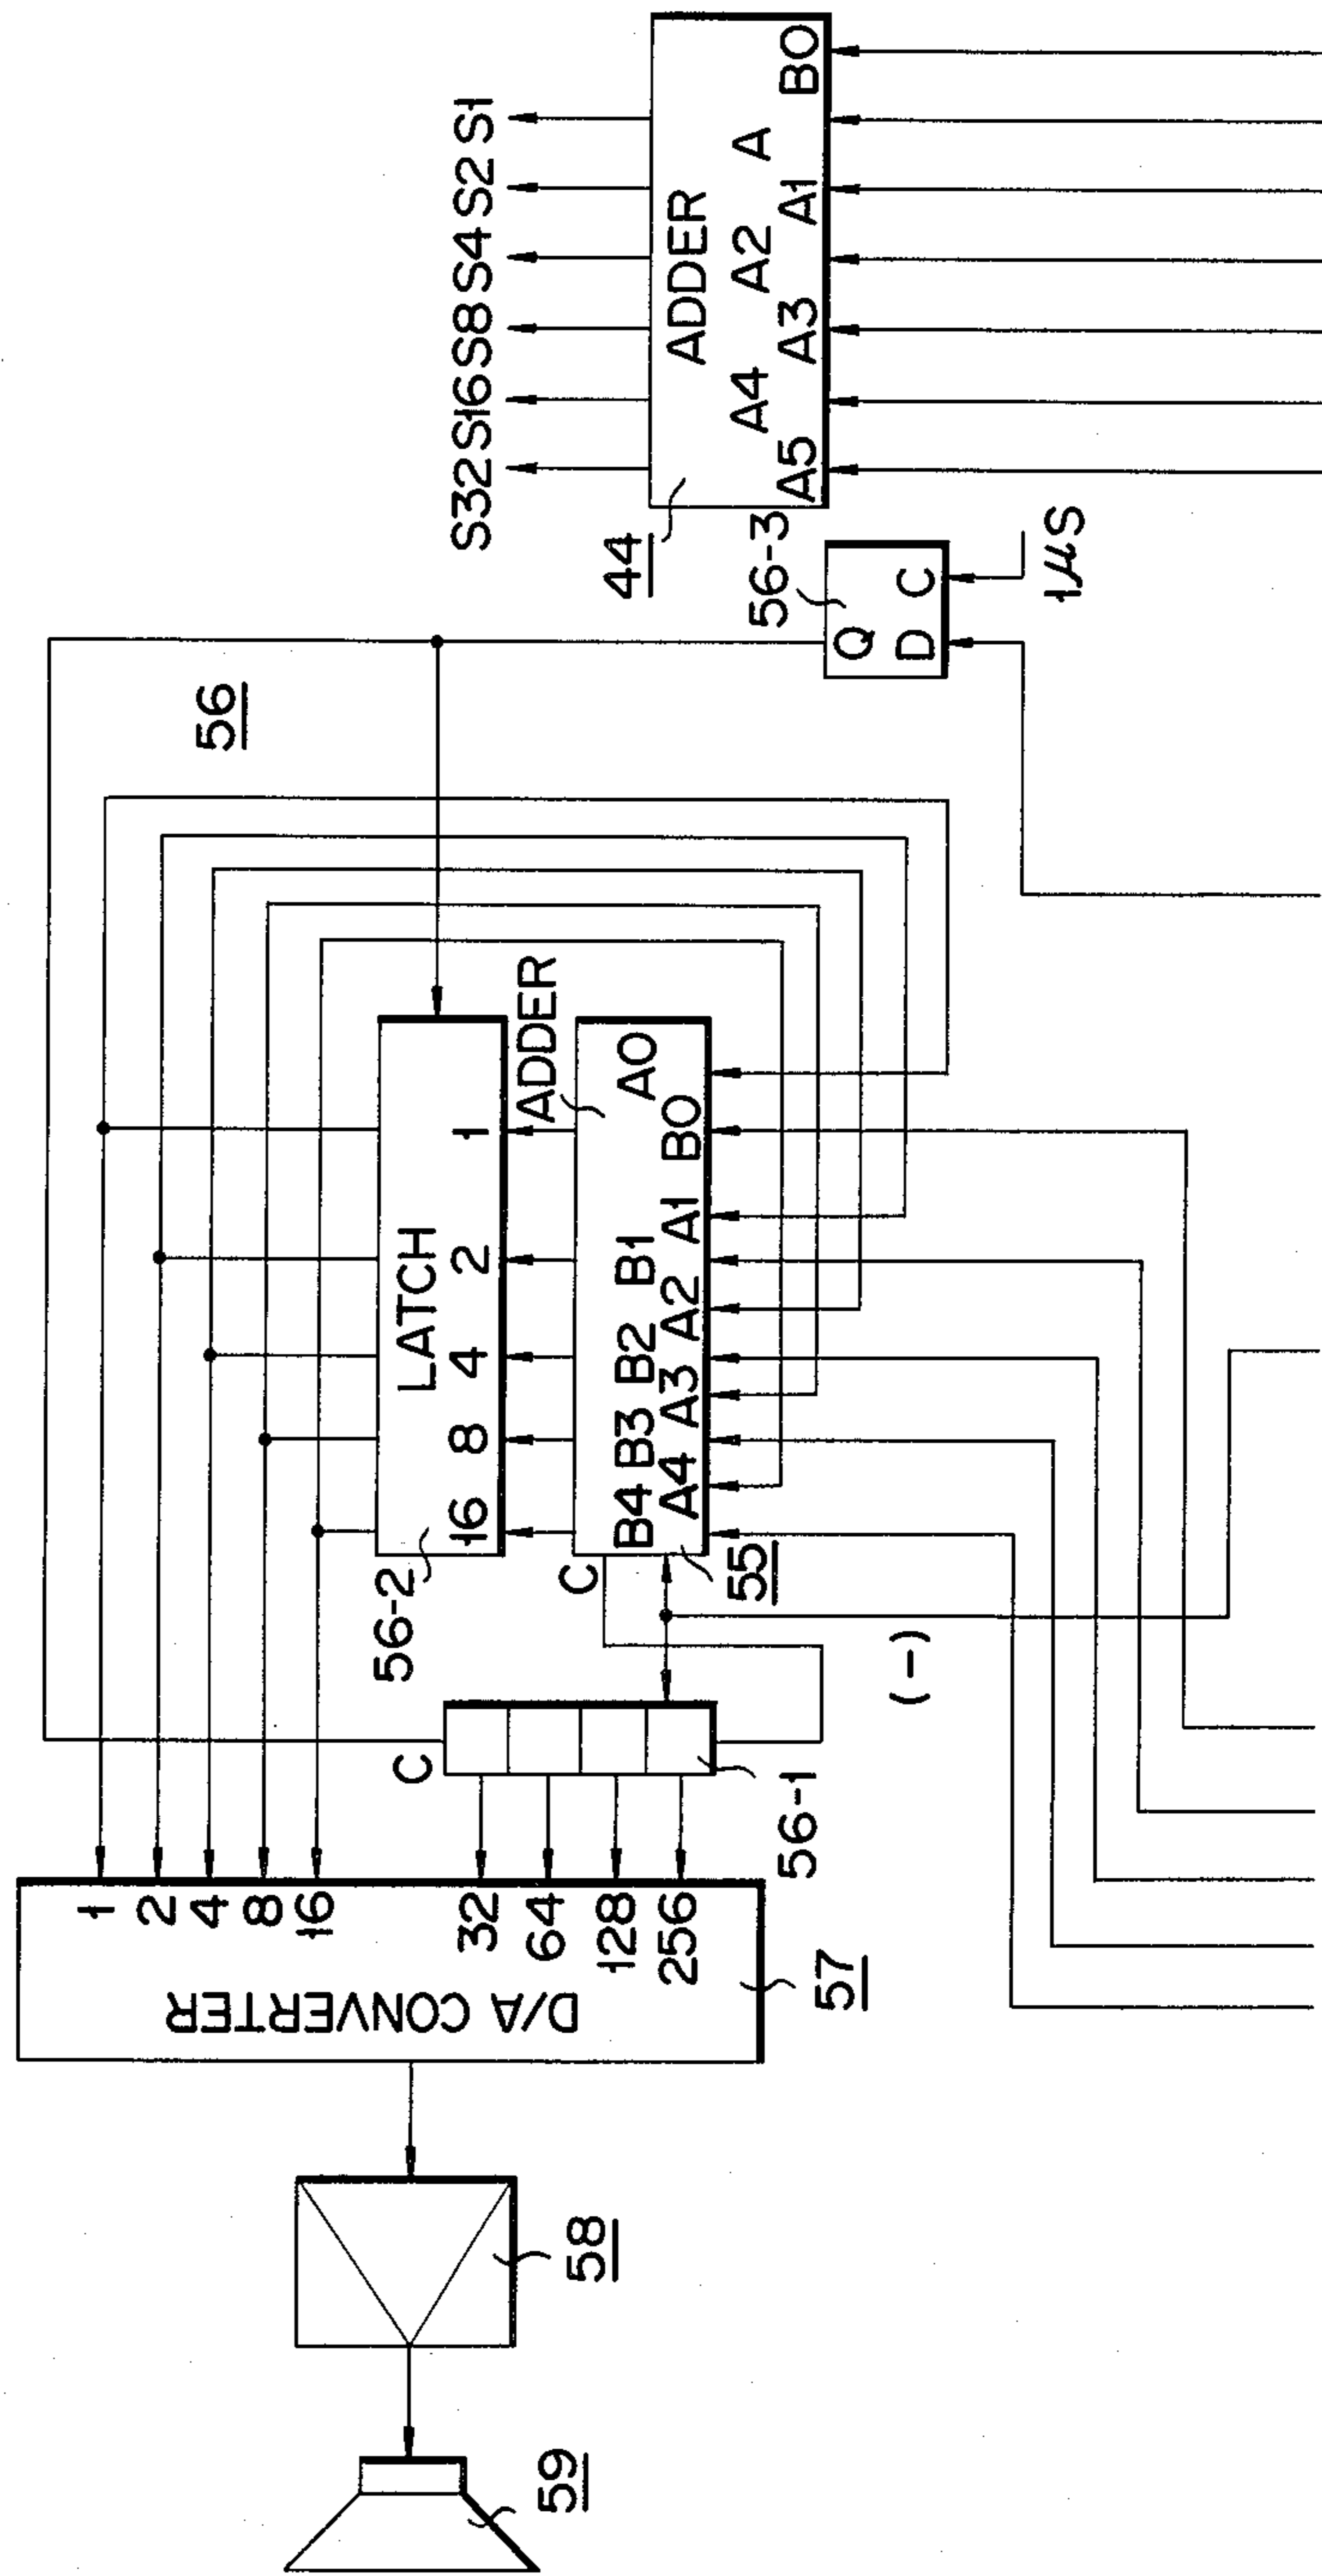 S32 S16 S8 S4 S2 S1
ADDER
A4 A2 A
A5 A3 A1 B0
44
56-3
Q
D C
1μS
56
LATCH
16 8 4 2 1
56-2
ADDER
A0
B4 B3 B2 B1
A4 A3 A2 A1 B0
C
55
(-)
C
56-1
1
2
4
8
16
32
64
128
256
D/A CONVERTER
57
58
59